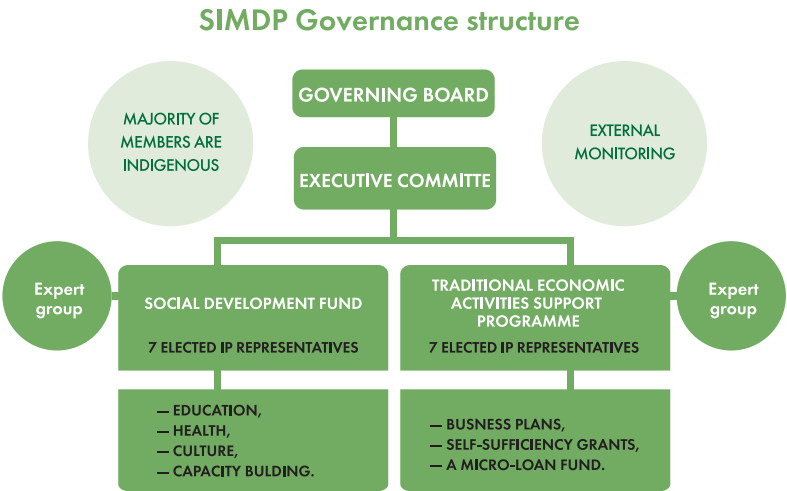 SIMDP Governance structure
MAJORITY OF
MEMBERS ARE
INDIGENOUS
GOVERNING BOARD
EXTERNAL
MONITORING
EXECUTIVE COMMITTE
Expert
group
SOCIAL DEVELOPMENT FUND
7 ELECTED IP REPRESENTATIVES
TRADITIONAL ECONOMIC
ACTIVITIES SUPPORT
PROGRAMME
7 ELECTED IP REPRESENTATIVES
Expert
group
— EDUCATION,
— HEALTH,
— CULTURE,
— CAPACITY BULDING.
— BUSNESS PLANS,
— SELF-SUFFICIENCY GRANTS,
— A MICRO-LOAN FUND.